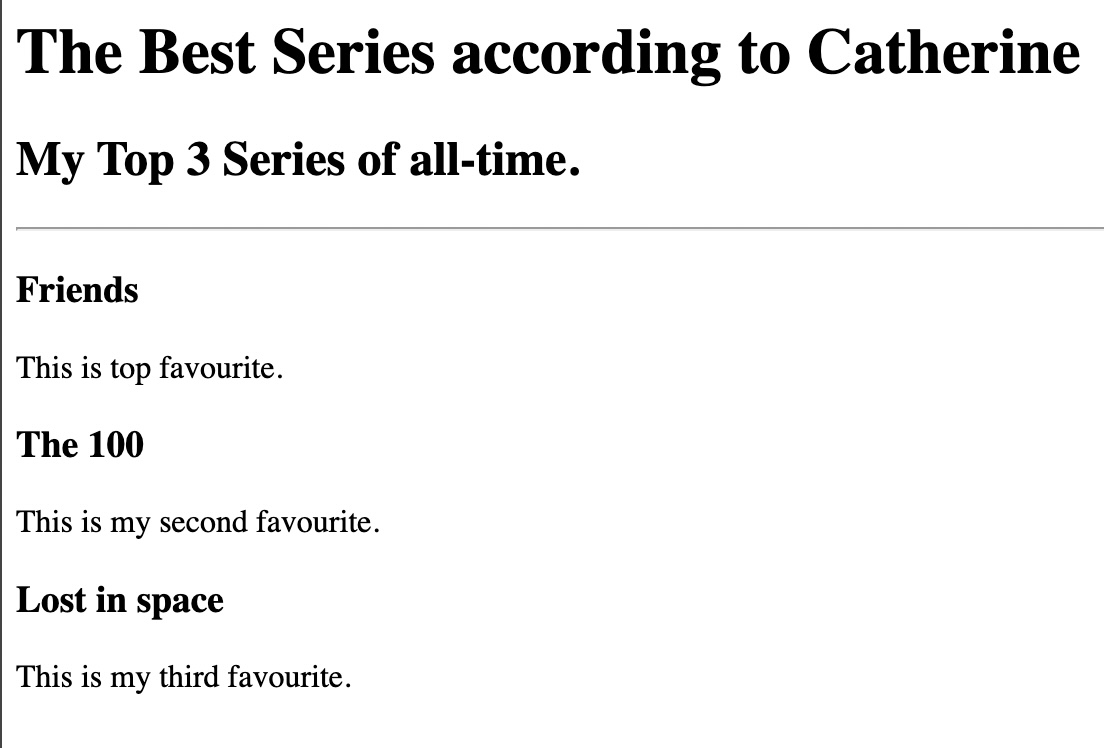 The Best Series according to Catherine
My Top 3 Series of all-time.
Friends
This is top favourite.
The 100
This is my second favourite.
Lost in space
This is my third favourite.